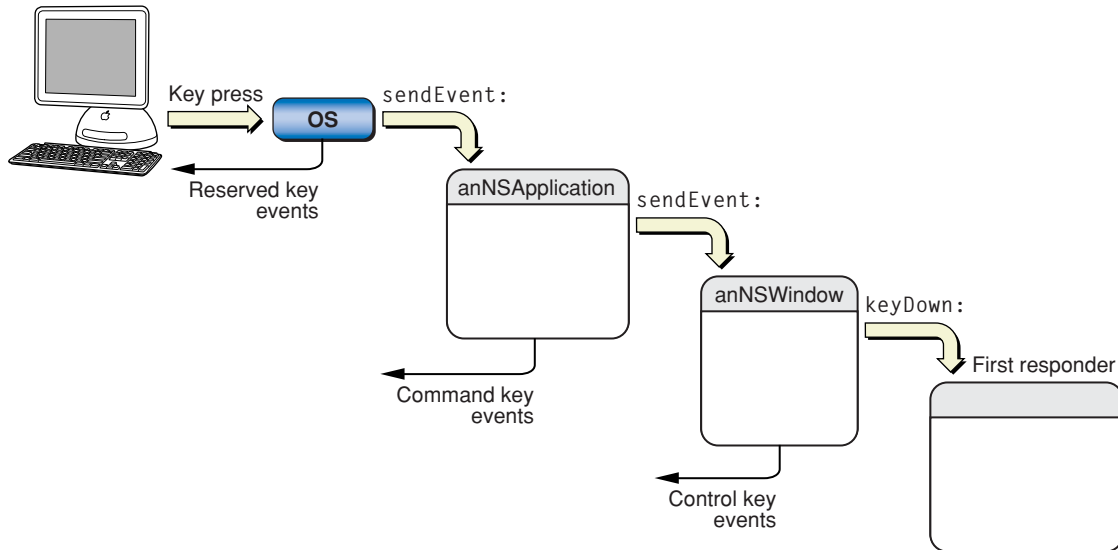 Key press
OS
sendEvent:
Reserved key
events
anNSApplication
sendEvent:
Command key
events
anNSWindow
keyDown:
Control key
events
First responder